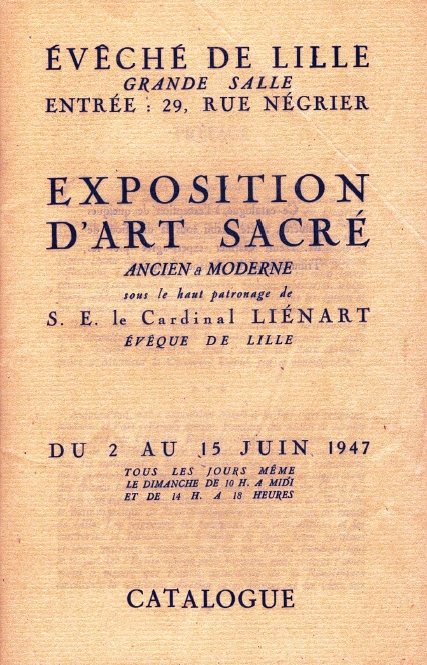 ÉVÊCHÉ DE LILLE
GRANDE SALLE
ENTRÉE : 29, RUE NÉGRIER
EXPOSITION
D'ART SACRÉ
ANCIEN & MODERNE
sous le haut patronage de
S. E. le Cardinal LIÉNART
ÉVÊQUE DE LILLE
DU 2 AU 15 JUIN 1947
TOUS LES JOURS MÊME
LE DIMANCHE DE 10 H. A MIDI
ET DE 14 H. A 18 HEURES
CATALOGUE